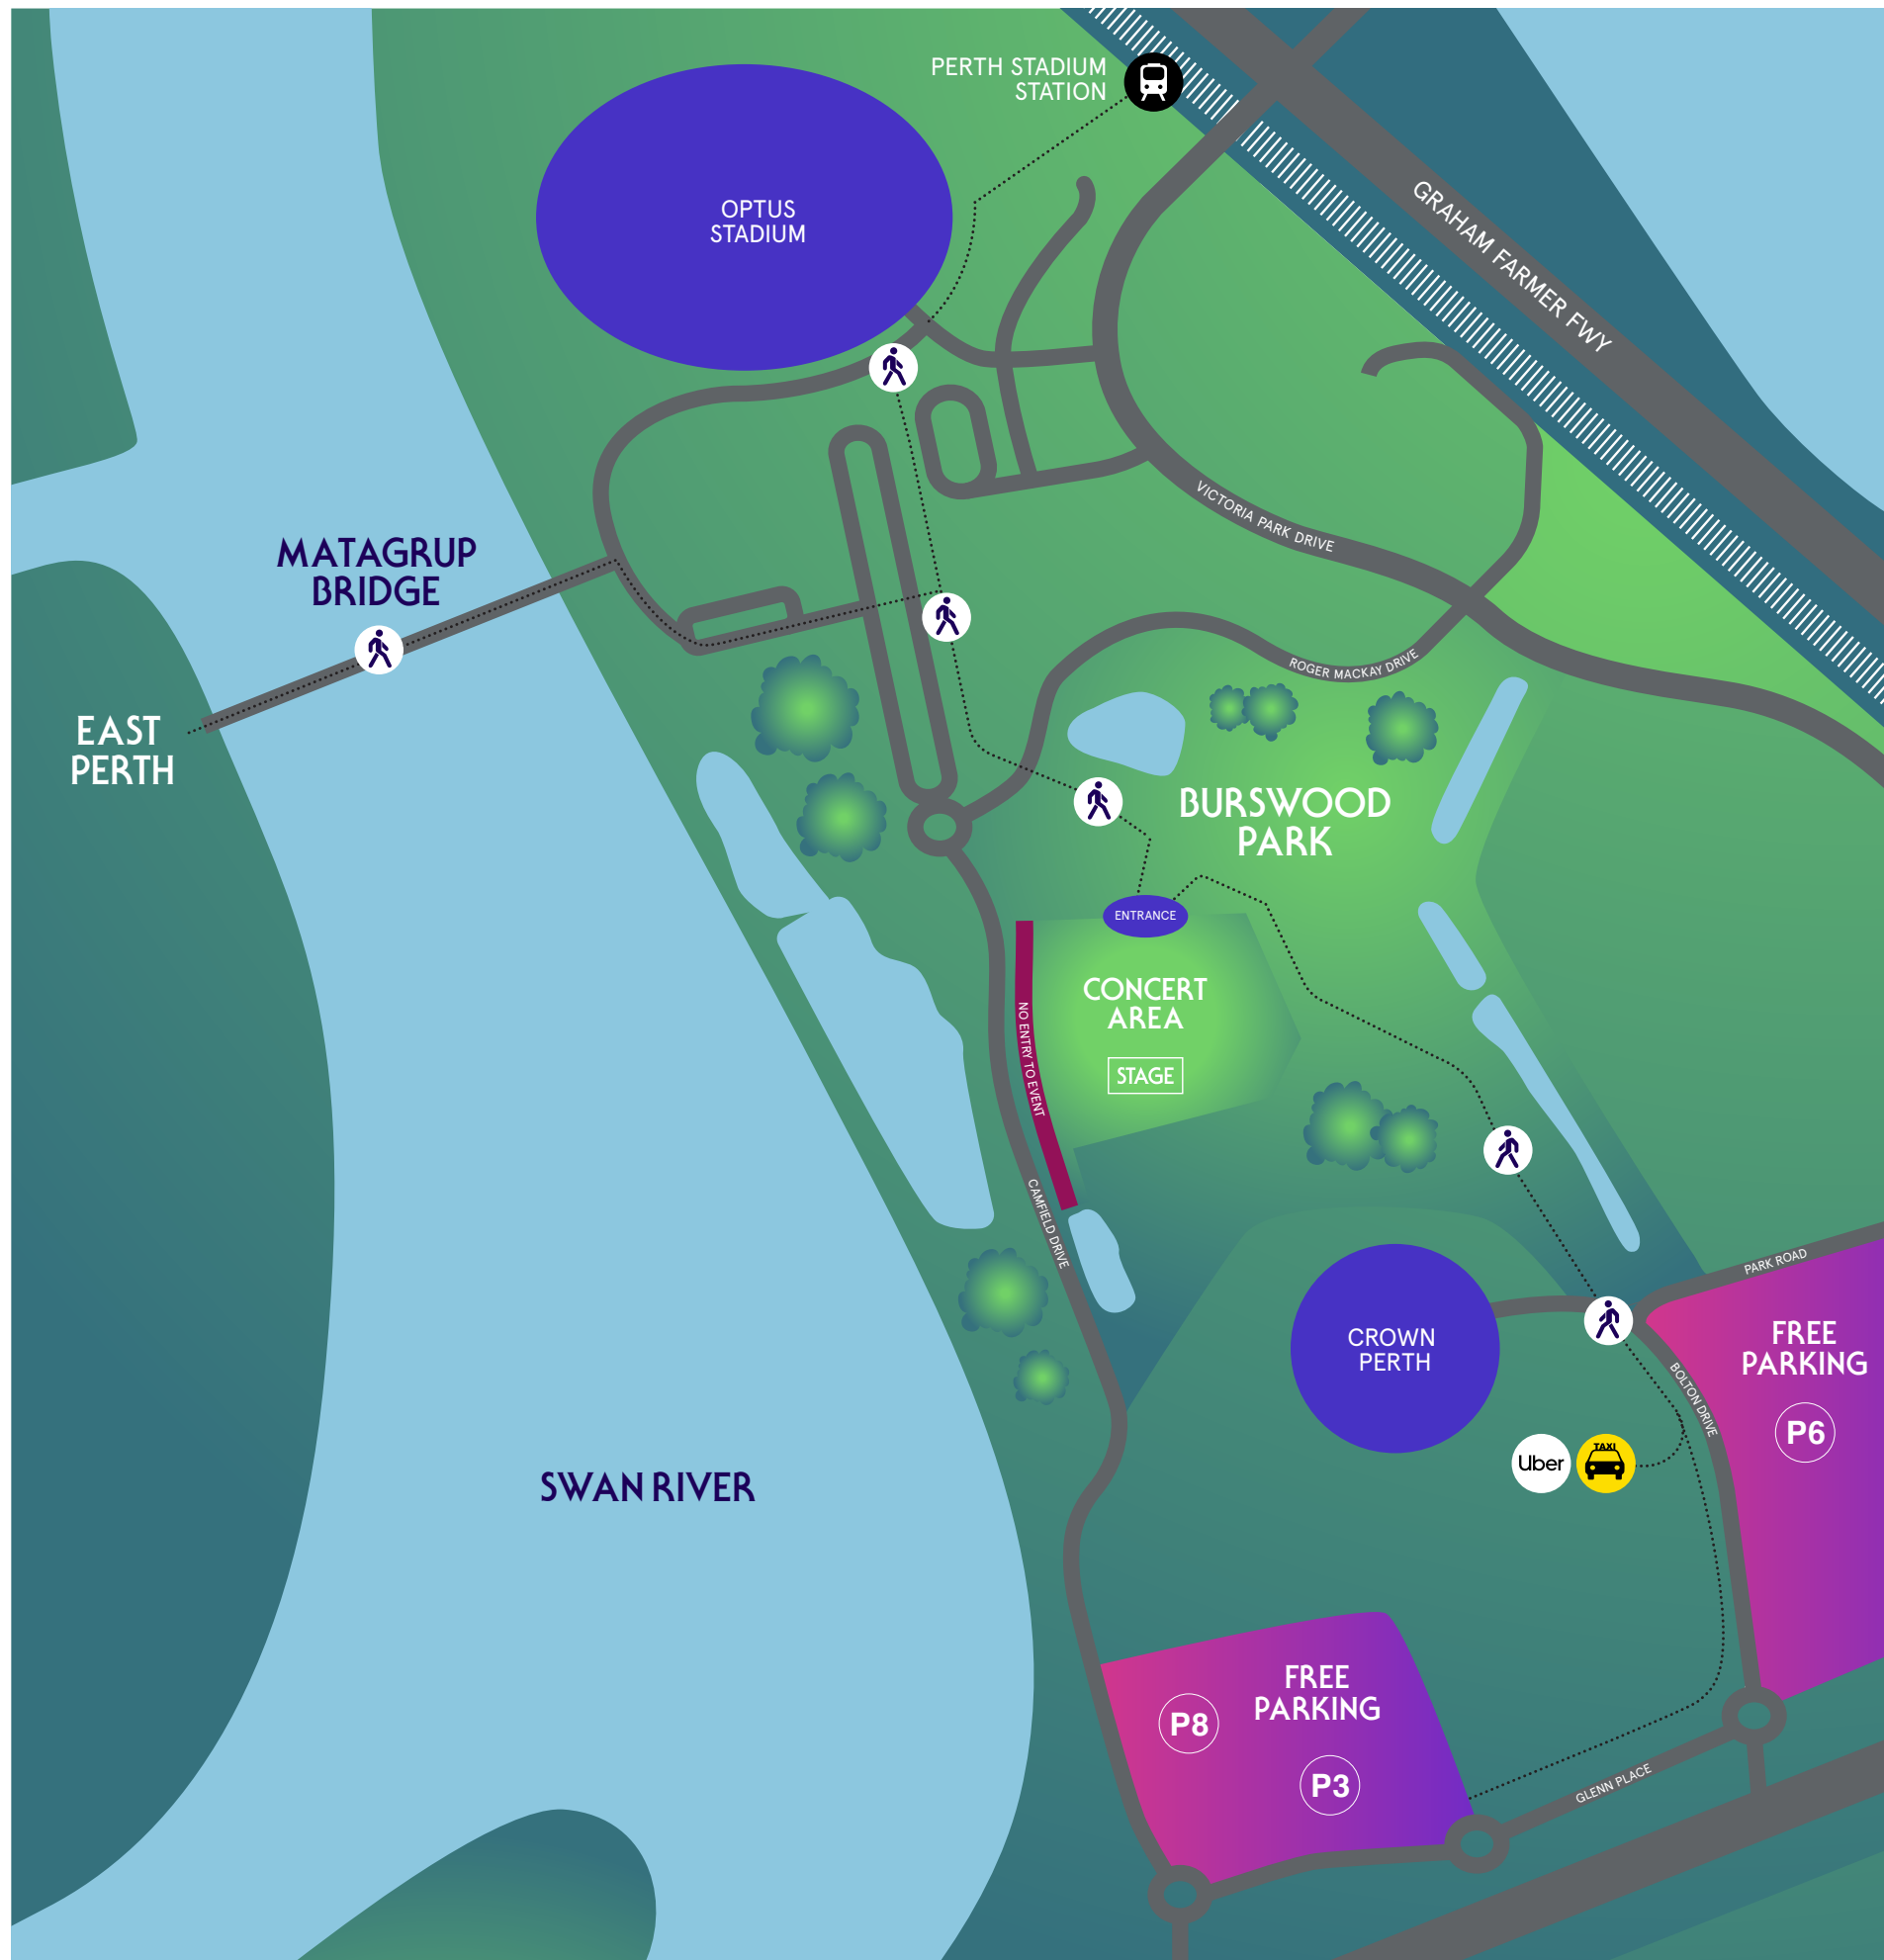 PERTH STADIUM
STATION
OPTUS
STADIUM
GRAHAM FARMER FWY
VICTORIA PARK DRIVE
MATAGRUP
BRIDGE
ROGER MACKAY DRIVE
EAST
PERTH
BURSWOOD
PARK
ENTRANCE
CONCERT
AREA
STAGE
NO ENTRY TO EVENT
CAMFIELD DRIVE
PARK ROAD
CROWN
PERTH
FREE
PARKING
P6
BOLTON DRIVE
Uber
TAXI
SWAN RIVER
FREE
PARKING
P8
P3
GLENN PLACE